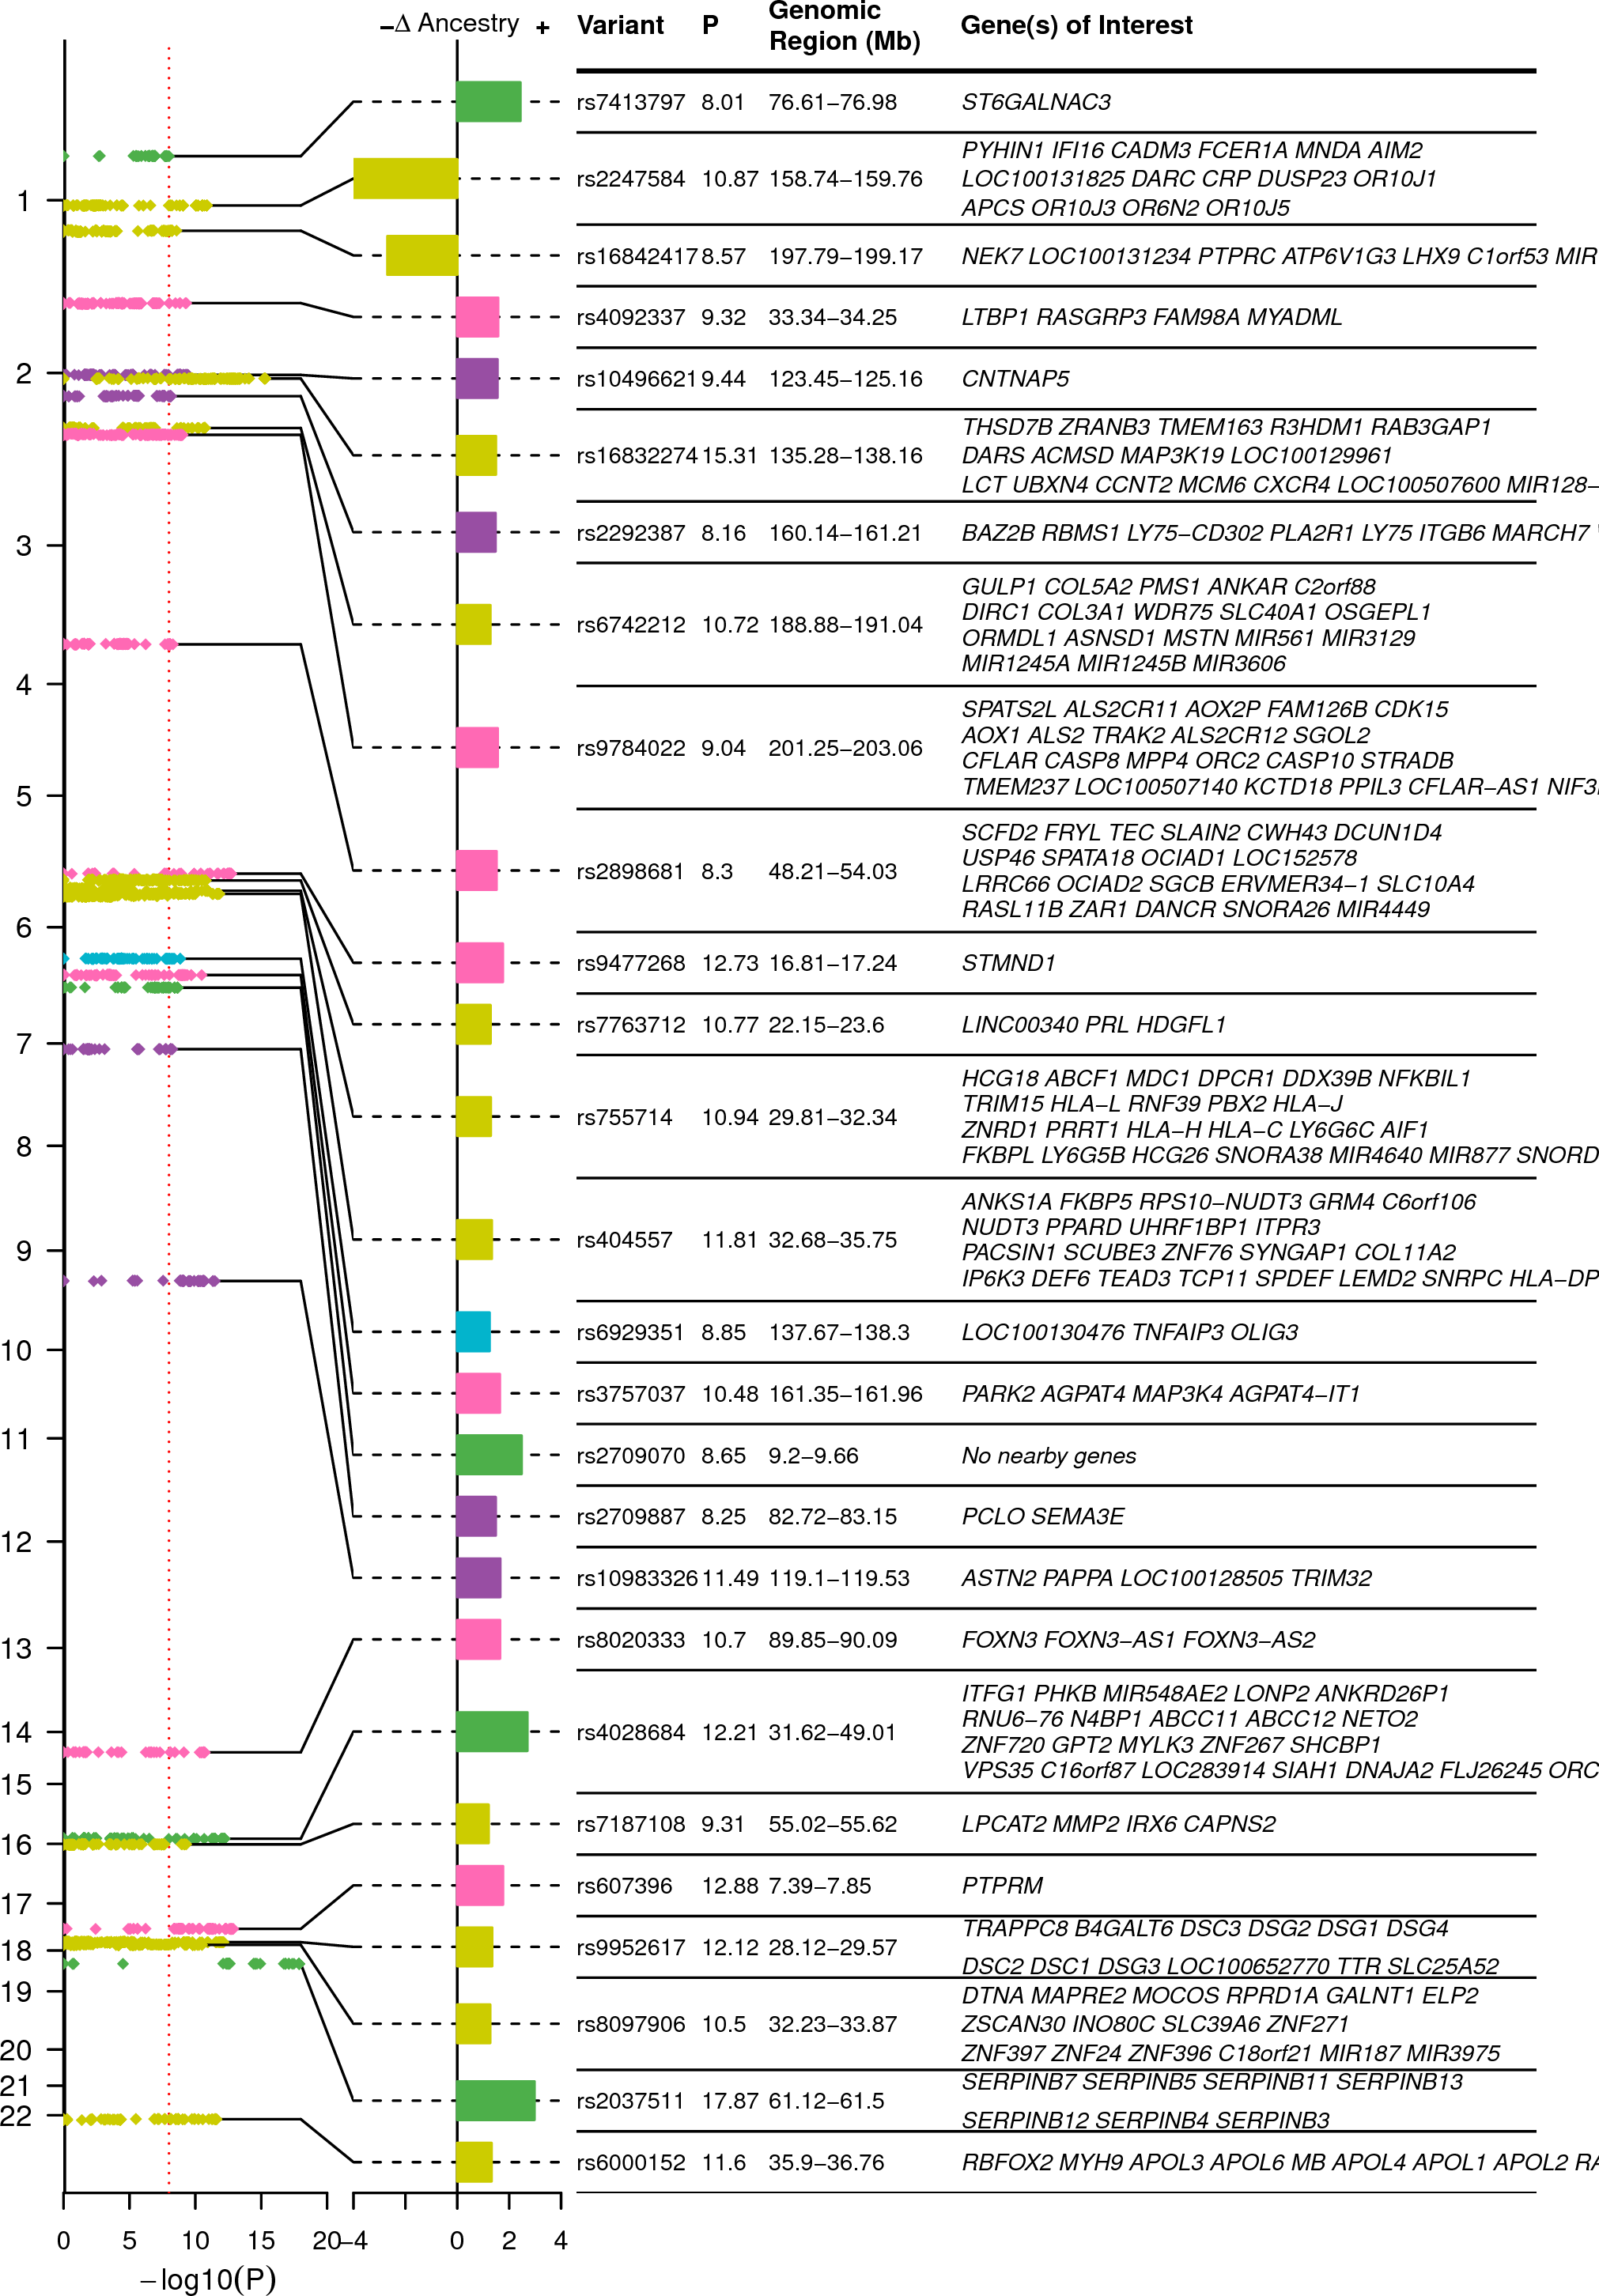 −Δ Ancestry +
Variant P Genomic Region (Mb) Gene(s) of Interest
rs7413797 8.01 76.61−76.98 ST6GALNAC3
PYHIN1 IFI16 CADM3 FCER1A MNDA AIM2
rs2247584 10.87 158.74−159.76 LOC100131825 DARC CRP DUSP23 OR10J1
APCS OR10J3 OR6N2 OR10J5
rs16842417 8.57 197.79−199.17 NEK7 LOC100131234 PTPRC ATP6V1G3 LHX9 C1orf53 MIR
rs4092337 9.32 33.34−34.25 LTBP1 RASGRP3 FAM98A MYADML
rs10496621 9.44 123.45−125.16 CNTNAP5
THSD7B ZRANB3 TMEM163 R3HDM1 RAB3GAP1
rs16832274 15.31 135.28−138.16 DARS ACMSD MAP3K19 LOC100129961
LCT UBXN4 CCNT2 MCM6 CXCR4 LOC100507600 MIR128−
rs2292387 8.16 160.14−161.21 BAZ2B RBMS1 LY75−CD302 PLA2R1 LY75 ITGB6 MARCH7
GULP1 COL5A2 PMS1 ANKAR C2orf88
rs6742212 10.72 188.88−191.04 DIRC1 COL3A1 WDR75 SLC40A1 OSGEPL1
ORMDL1 ASNSD1 MSTN MIR561 MIR3129
MIR1245A MIR1245B MIR3606
SPATS2L ALS2CR11 AOX2P FAM126B CDK15
rs9784022 9.04 201.25−203.06 AOX1 ALS2 TRAK2 ALS2CR12 SGOL2
CFLAR CASP8 MPP4 ORC2 CASP10 STRADB
TMEM237 LOC100507140 KCTD18 PPIL3 CFLAR−AS1 NIF3
SCFD2 FRYL TEC SLAIN2 CWH43 DCUN1D4
rs2898681 8.3 48.21−54.03 USP46 SPATA18 OCIAD1 LOC152578
LRRC66 OCIAD2 SGCB ERVMER34−1 SLC10A4
RASL11B ZAR1 DANCR SNORA26 MIR4449
rs9477268 12.73 16.81−17.24 STMND1
rs7763712 10.77 22.15−23.6 LINC00340 PRL HDGFL1
HCG18 ABCF1 MDC1 DPCR1 DDX39B NFKBIL1
rs755714 10.94 29.81−32.34 TRIM15 HLA−L RNF39 PBX2 HLA−J
ZNRD1 PRRT1 HLA−H HLA−C LY6G6C AIF1
FKBPL LY6G5B HCG26 SNORA38 MIR4640 MIR877 SNORD
ANKS1A FKBP5 RPS10−NUDT3 GRM4 C6orf106
rs404557 11.81 32.68−35.75 NUDT3 PPARD UHRF1BP1 ITPR3
PACSIN1 SCUBE3 ZNF76 SYNGAP1 COL11A2
IP6K3 DEF6 TEAD3 TCP11 SPDEF LEMD2 SNRPC HLA−DP
rs6929351 8.85 137.67−138.3 LOC100130476 TNFAIP3 OLIG3
rs3757037 10.48 161.35−161.96 PARK2 AGPAT4 MAP3K4 AGPAT4−IT1
rs2709070 8.65 9.2−9.66 No nearby genes
rs2709887 8.25 82.72−83.15 PCLO SEMA3E
rs10983326 11.49 119.1−119.53 ASTN2 PAPPA LOC100128505 TRIM32
rs8020333 10.7 89.85−90.09 FOXN3 FOXN3−AS1 FOXN3−AS2
ITFG1 PHKB MIR548AE2 LONP2 ANKRD26P1
rs4028684 12.21 31.62−49.01 RNU6−76 N4BP1 ABCC11 ABCC12 NETO2
ZNF720 GPT2 MYLK3 ZNF267 SHCBP1
VPS35 C16orf87 LOC283914 SIAH1 DNAJA2 FLJ26245 ORC
rs7187108 9.31 55.02−55.62 LPCAT2 MMP2 IRX6 CAPNS2
rs607396 12.88 7.39−7.85 PTPRM
TRAPPC8 B4GALT6 DSC3 DSG2 DSG1 DSG4
rs9952617 12.12 28.12−29.57
DSC2 DSC1 DSG3 LOC100652770 TTR SLC25A52
DTNA MAPRE2 MOCOS RPRD1A GALNT1 ELP2
rs8097906 10.5 32.23−33.87 ZSCAN30 INO80C SLC39A6 ZNF271
ZNF397 ZNF24 ZNF396 C18orf21 MIR187 MIR3975
SERPINB7 SERPINB5 SERPINB11 SERPINB13
rs2037511 17.87 61.12−61.5
SERPINB12 SERPINB4 SERPINB3
rs6000152 11.6 35.9−36.76 RBFOX2 MYH9 APOL3 APOL6 MB APOL4 APOL1 APOL2
1
2
3
4
5
6
7
8
9
10
11
12
13
14
15
16
17
18
19
20
21
22
0 5 10 15 20 −4 0 2 4
−log10(P)